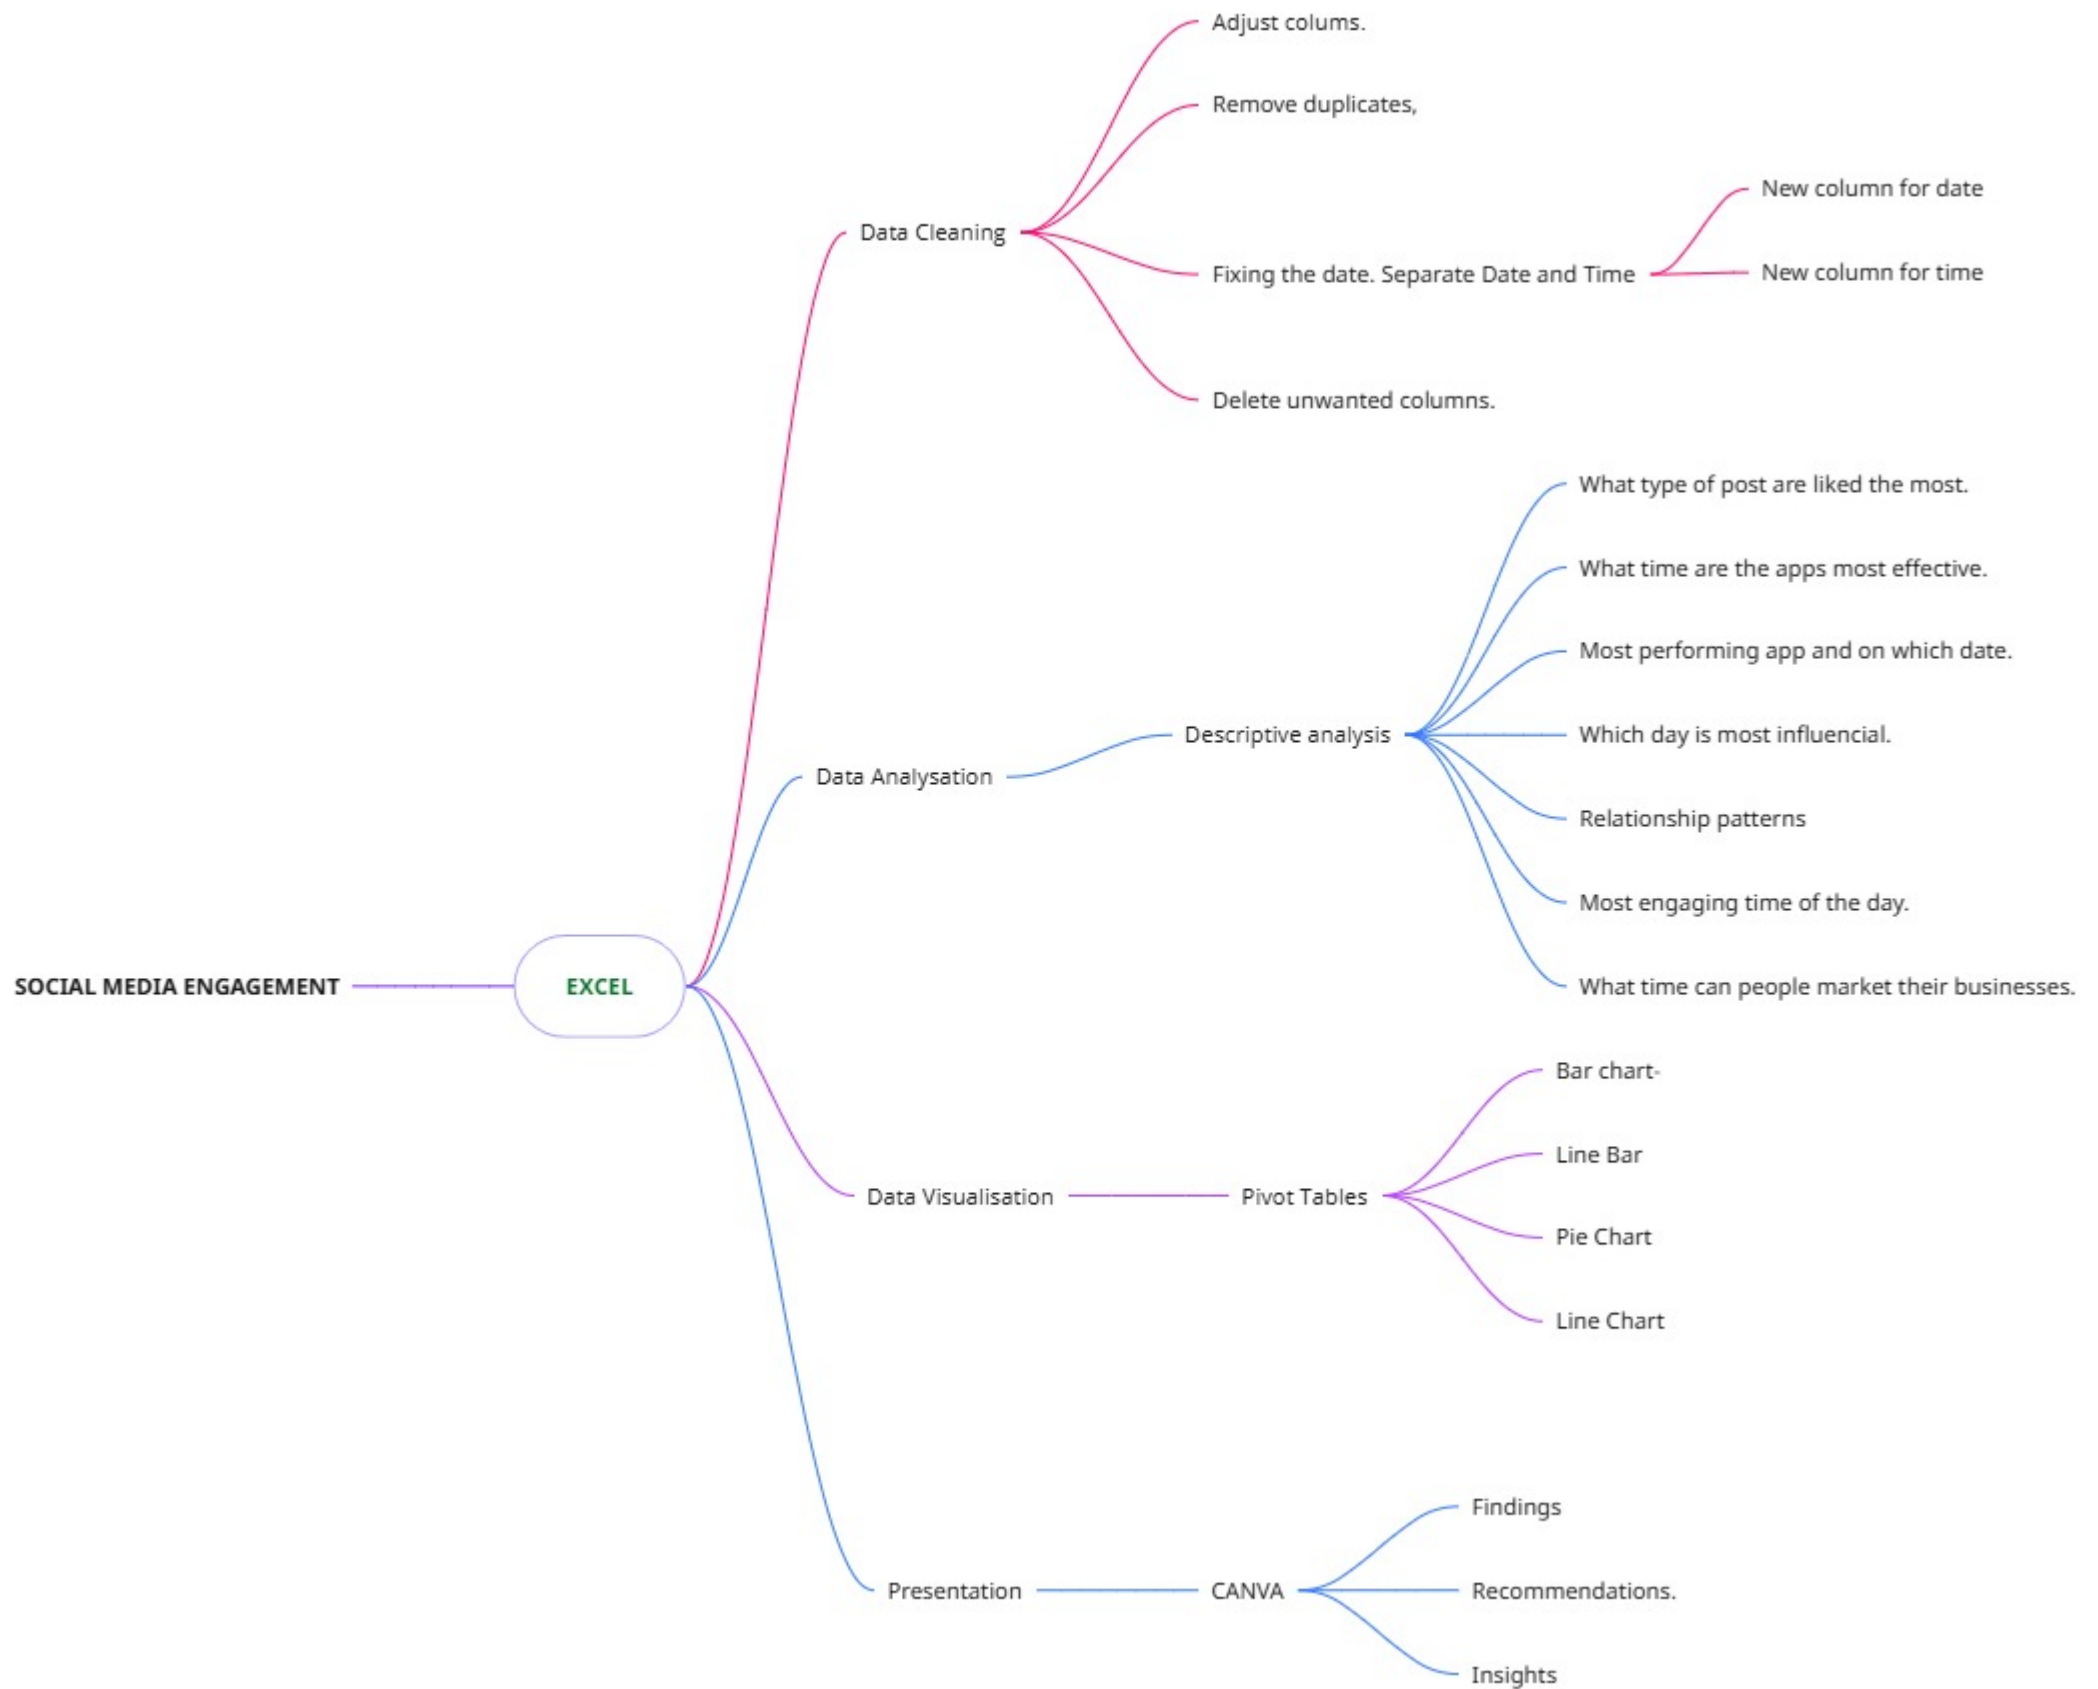 Adjust colums.
Remove duplicates,
New column for date
Data Cleaning
Fixing the date. Separate Date and Time
New column for time
Delete unwanted columns.
What type of post are liked the most.
What time are the apps most effective.
Most performing app and on which date.
Descriptive analysis
Which day is most influencial.
Data Analysation
Relationship patterns
Most engaging time of the day.
SOCIAL MEDIA ENGAGEMENT
EXCEL
What time can people market their businesses.
Bar chart-
Line Bar
Data Visualisation
Pivot Tables
Pie Chart
Line Chart
Findings
Presentation
CANVA
Recommendations.
Insights